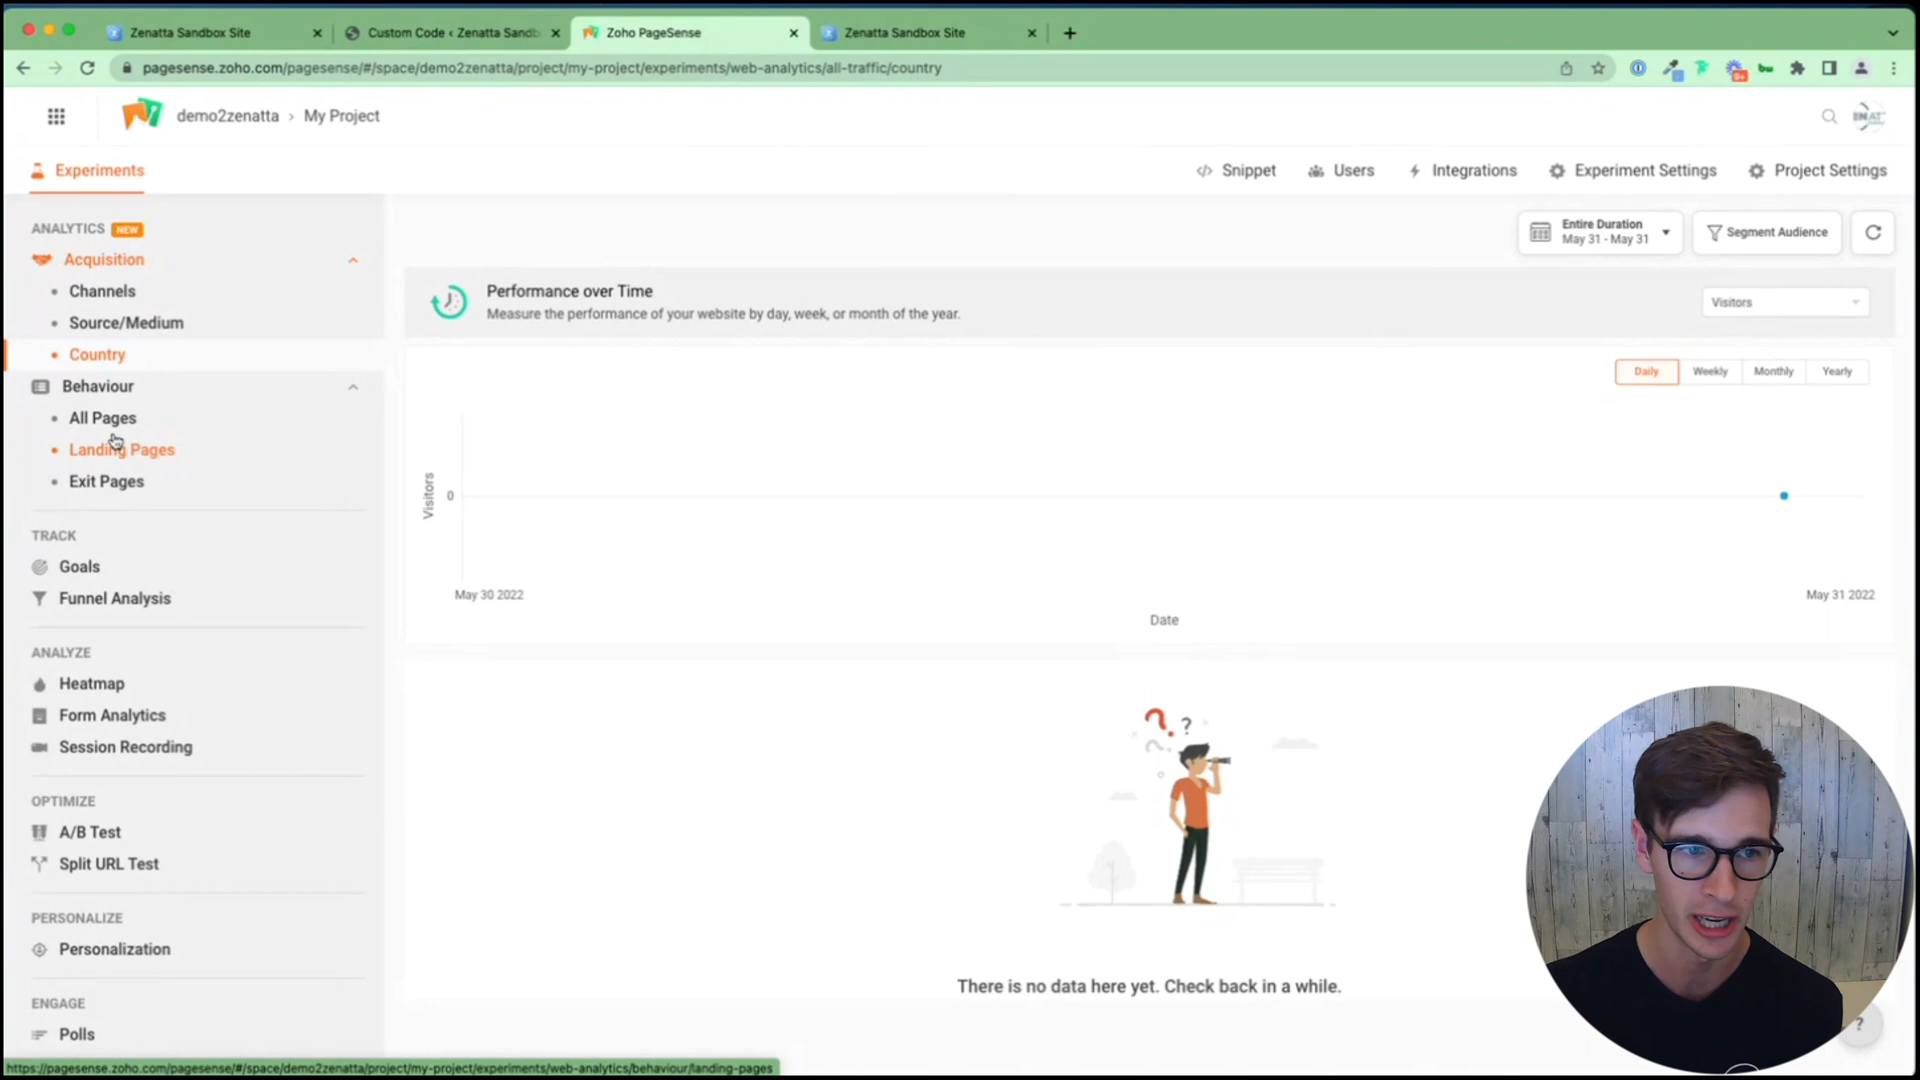 Zenatta Sandbox Site
Custom Code ‹ Zenatta Sandb
Zoho PageSense
Zenatta Sandbox Site
pagesense.zoho.com/pagesense/#/space/demo2zenatta/project/my-project/experiments/web-analytics/all-traffic/country
demo2zenatta › My Project
Experiments
Snippet
Users
Integrations
Experiment Settings
Project Settings
ANALYTICS NEW
Acquisition
Channels
Source/Medium
Country
Behaviour
All Pages
Landing Pages
Exit Pages
TRACK
Goals
Funnel Analysis
ANALYZE
Heatmap
Form Analytics
Session Recording
OPTIMIZE
A/B Test
Split URL Test
PERSONALIZE
Personalization
ENGAGE
Polls
Entire Duration
May 31 - May 31
Segment Audience
Performance over Time
Measure the performance of your website by day, week, or month of the year.
Visitors
Daily
Weekly
Monthly
Yearly
Visitors
0
May 30 2022
May 31 2022
Date
? ?
There is no data here yet. Check back in a while.
?
https://pagesense.zoho.com/pagesense/#/space/demo2zenatta/project/my-project/experiments/web-analytics/behaviour/landing-pages